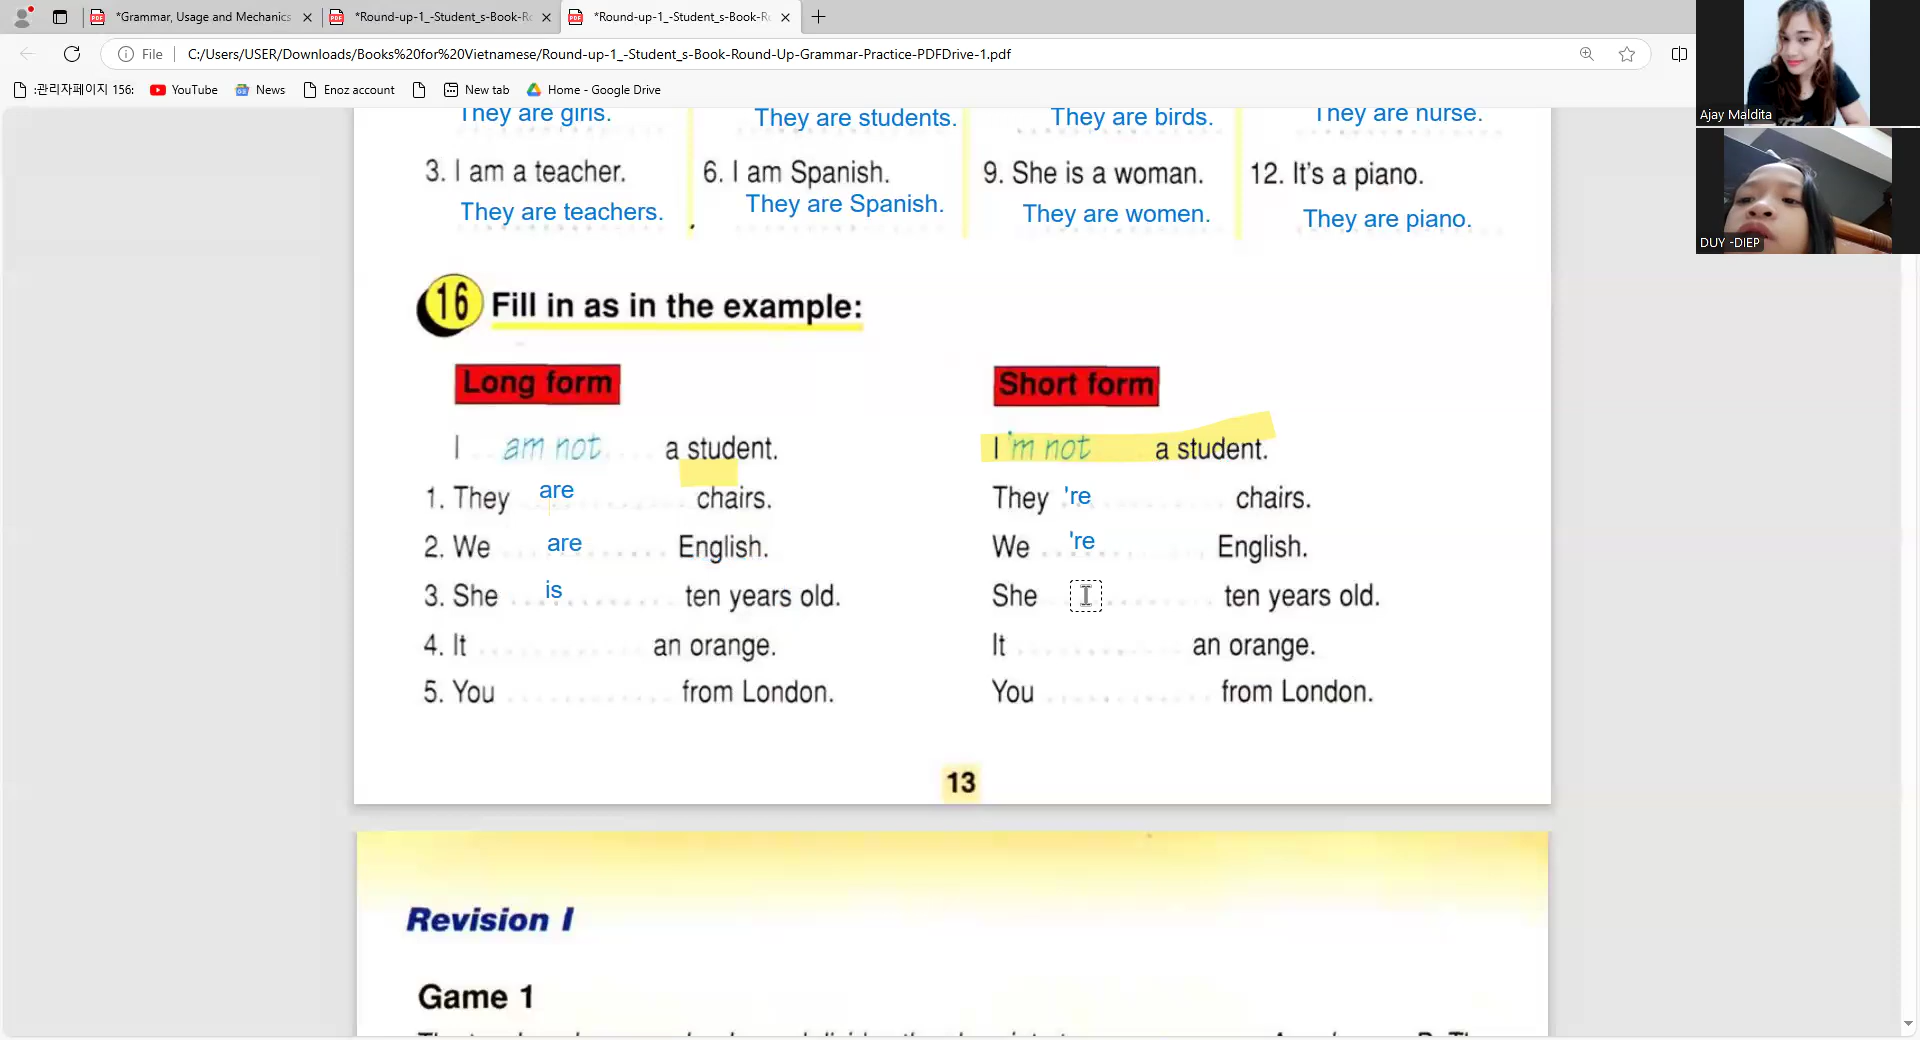 *Grammar, Usage and Mechanics
*Round-up-1_-Student_s-Book-Ro
*Round-up-1_-Student_s-Book-Ro
File C:/Users/USER/Downloads/Books%20for%20Vietnamese/Round-up-1_-Student_s-Book-Round-Up-Grammar-Practice-PDFDrive-1.pdf
:관리자페이지 156: YouTube News Enoz account New tab Home - Google Drive
Ajay Maldita
DUY -DIEP
They are girls. They are students. They are birds. They are nurse.
3. I am a teacher. 6. I am Spanish. 9. She is a woman. 12. It's a piano.
They are teachers. They are Spanish. They are women. They are piano.
16 Fill in as in the example:
Long form Short form
I am not a student. I 'm not a student.
1. They are chairs. They 're chairs.
2. We are English. We 're English.
3. She is ten years old. She ten years old.
4. It an orange. It an orange.
5. You from London. You from London.
13
Revision I
Game 1